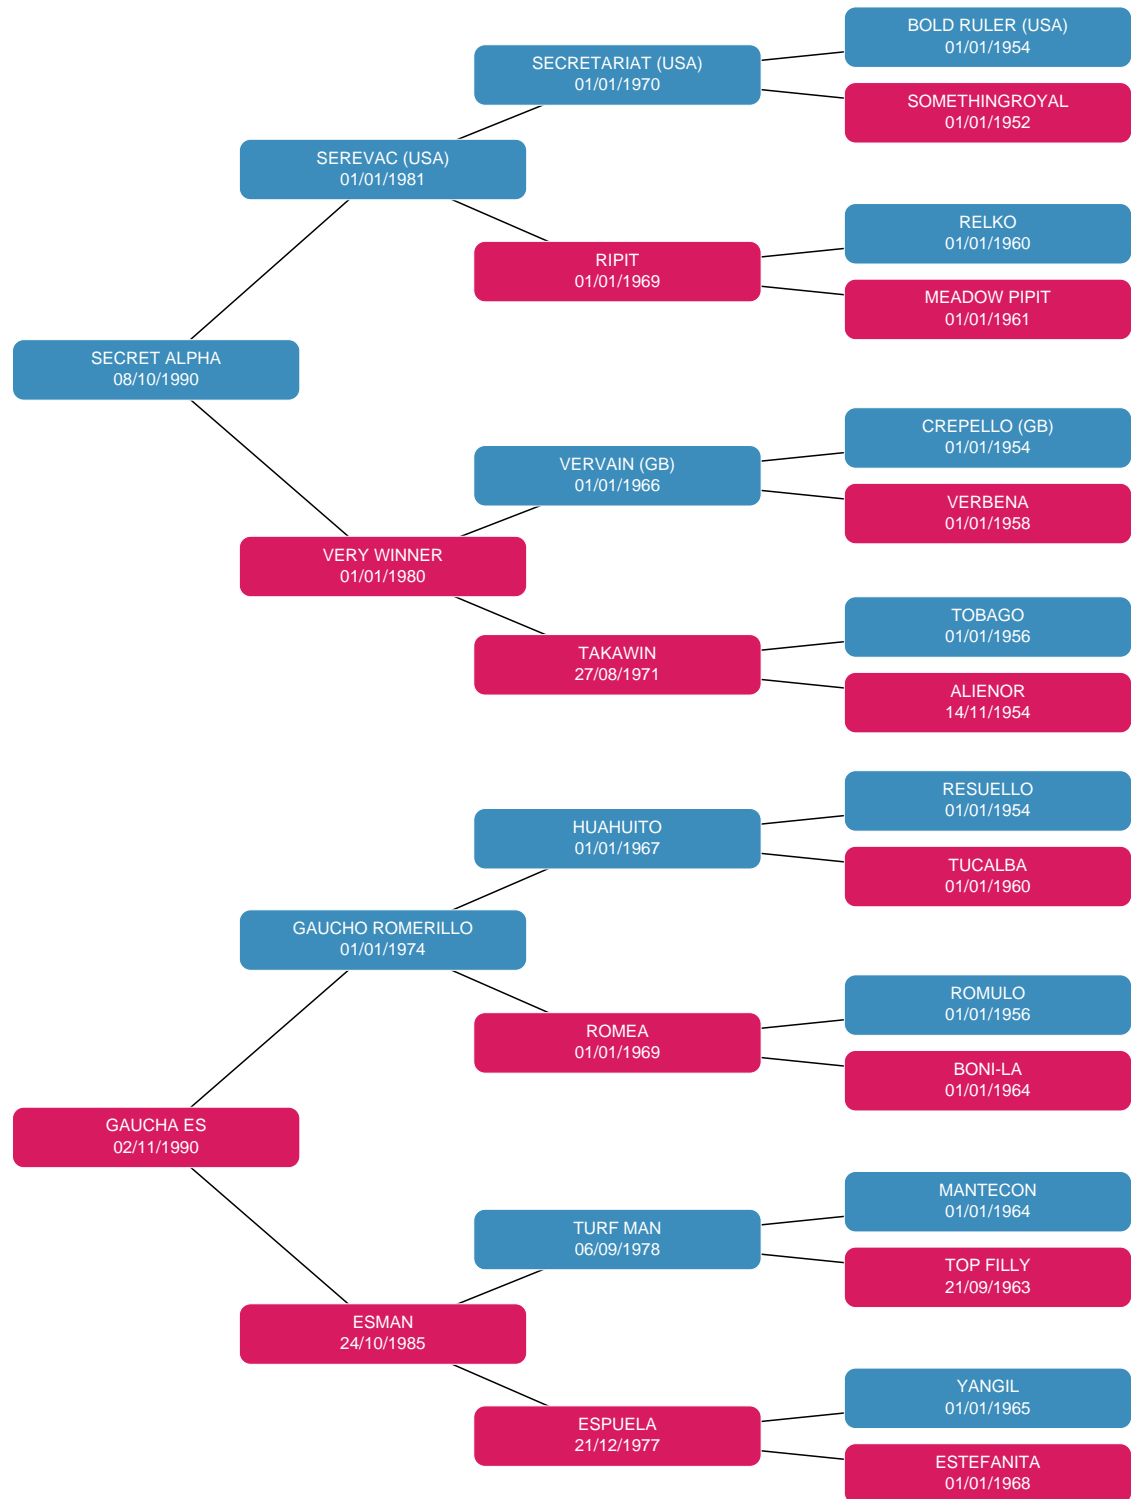 BOLD RULER (USA)
01/01/1954
SECRETARIAT (USA)
01/01/1970
SOMETHINGROYAL
01/01/1952
SEREVAC (USA)
01/01/1981
RELKO
01/01/1960
RIPIT
01/01/1969
MEADOW PIPIT
01/01/1961
SECRET ALPHA
08/10/1990
CREPELLO (GB)
01/01/1954
VERVAIN (GB)
01/01/1966
VERBENA
01/01/1958
VERY WINNER
01/01/1980
TOBAGO
01/01/1956
TAKAWIN
27/08/1971
ALIENOR
14/11/1954
RESUELLO
01/01/1954
HUAHUITO
01/01/1967
TUCALBA
01/01/1960
GAUCHO ROMERILLO
01/01/1974
ROMULO
01/01/1956
ROMEA
01/01/1969
BONI-LA
01/01/1964
GAUCHA ES
02/11/1990
MANTECON
01/01/1964
TURF MAN
06/09/1978
TOP FILLY
21/09/1963
ESMAN
24/10/1985
YANGIL
01/01/1965
ESPUELA
21/12/1977
ESTEFANITA
01/01/1968